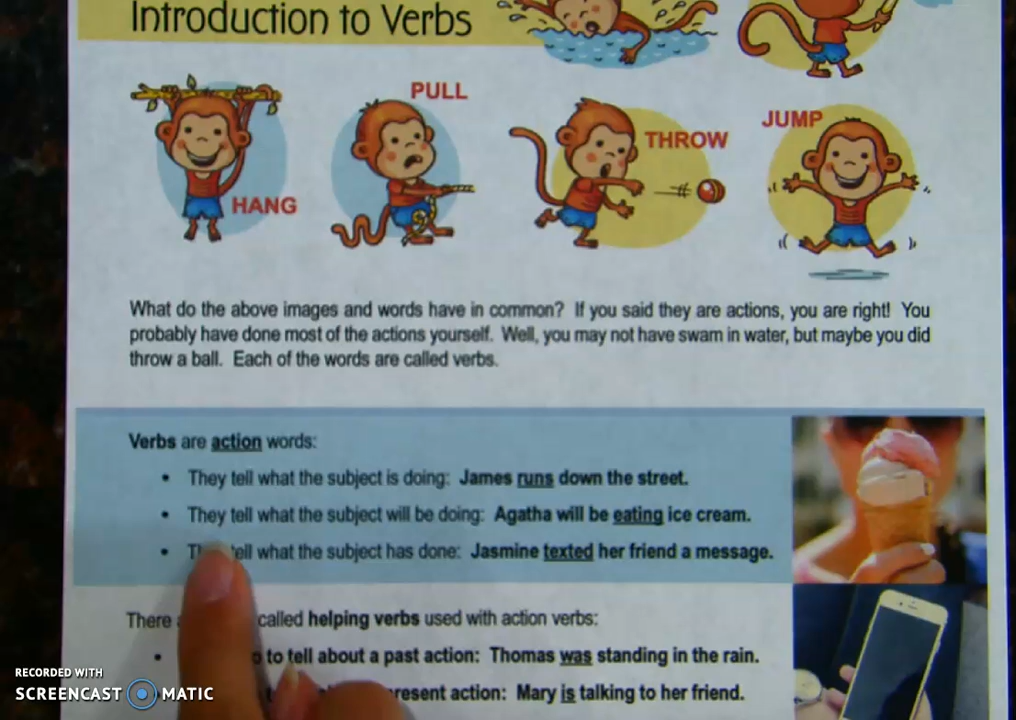 Introduction to Verbs
PULL
THROW
JUMP
HANG
What do the above images and words have in common? If you said they are actions, you are right! You
probably have done most of the actions yourself. Well, you may not have swam in water, but maybe you did
throw a ball. Each of the words are called verbs.
Verbs are action words:
• They tell what the subject is doing: James runs down the street.
• They tell what the subject will be doing: Agatha will be eating ice cream.
• tell what the subject has done: Jasmine texted her friend a message.
There called helping verbs used with action verbs:
• to tell about a past action: Thomas was standing in the rain.
action: Mary is talking to her friend.
RECORDED WITH
SCREENCAST MATIC